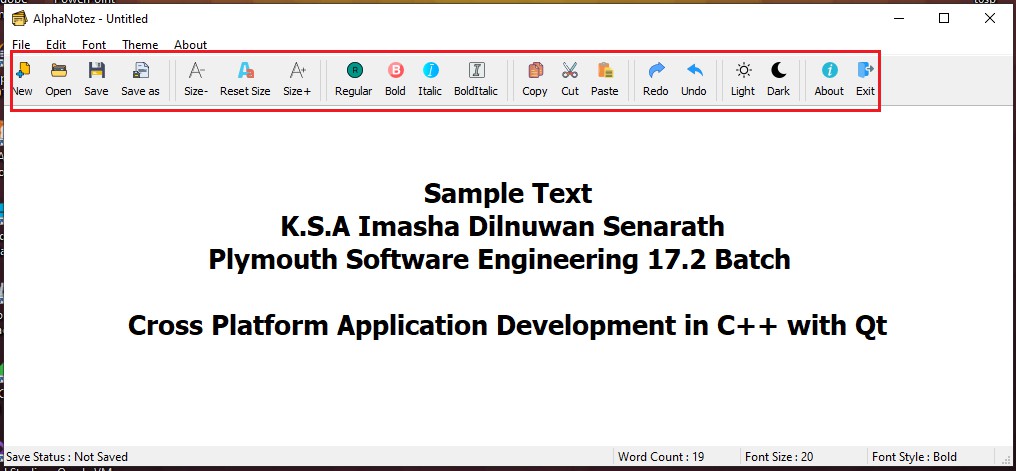 AlphaNotez - Untitled
File Edit Font Theme About
New Open Save Save as Size- Reset Size Size+ Regular Bold Italic BoldItalic Copy Cut Paste Redo Undo Light Dark About Exit
Sample Text
K.S.A Imasha Dilnuwan Senarath
Plymouth Software Engineering 17.2 Batch
Cross Platform Application Development in C++ with Qt
Save Status : Not Saved Word Count : 19 Font Size : 20 Font Style : Bold